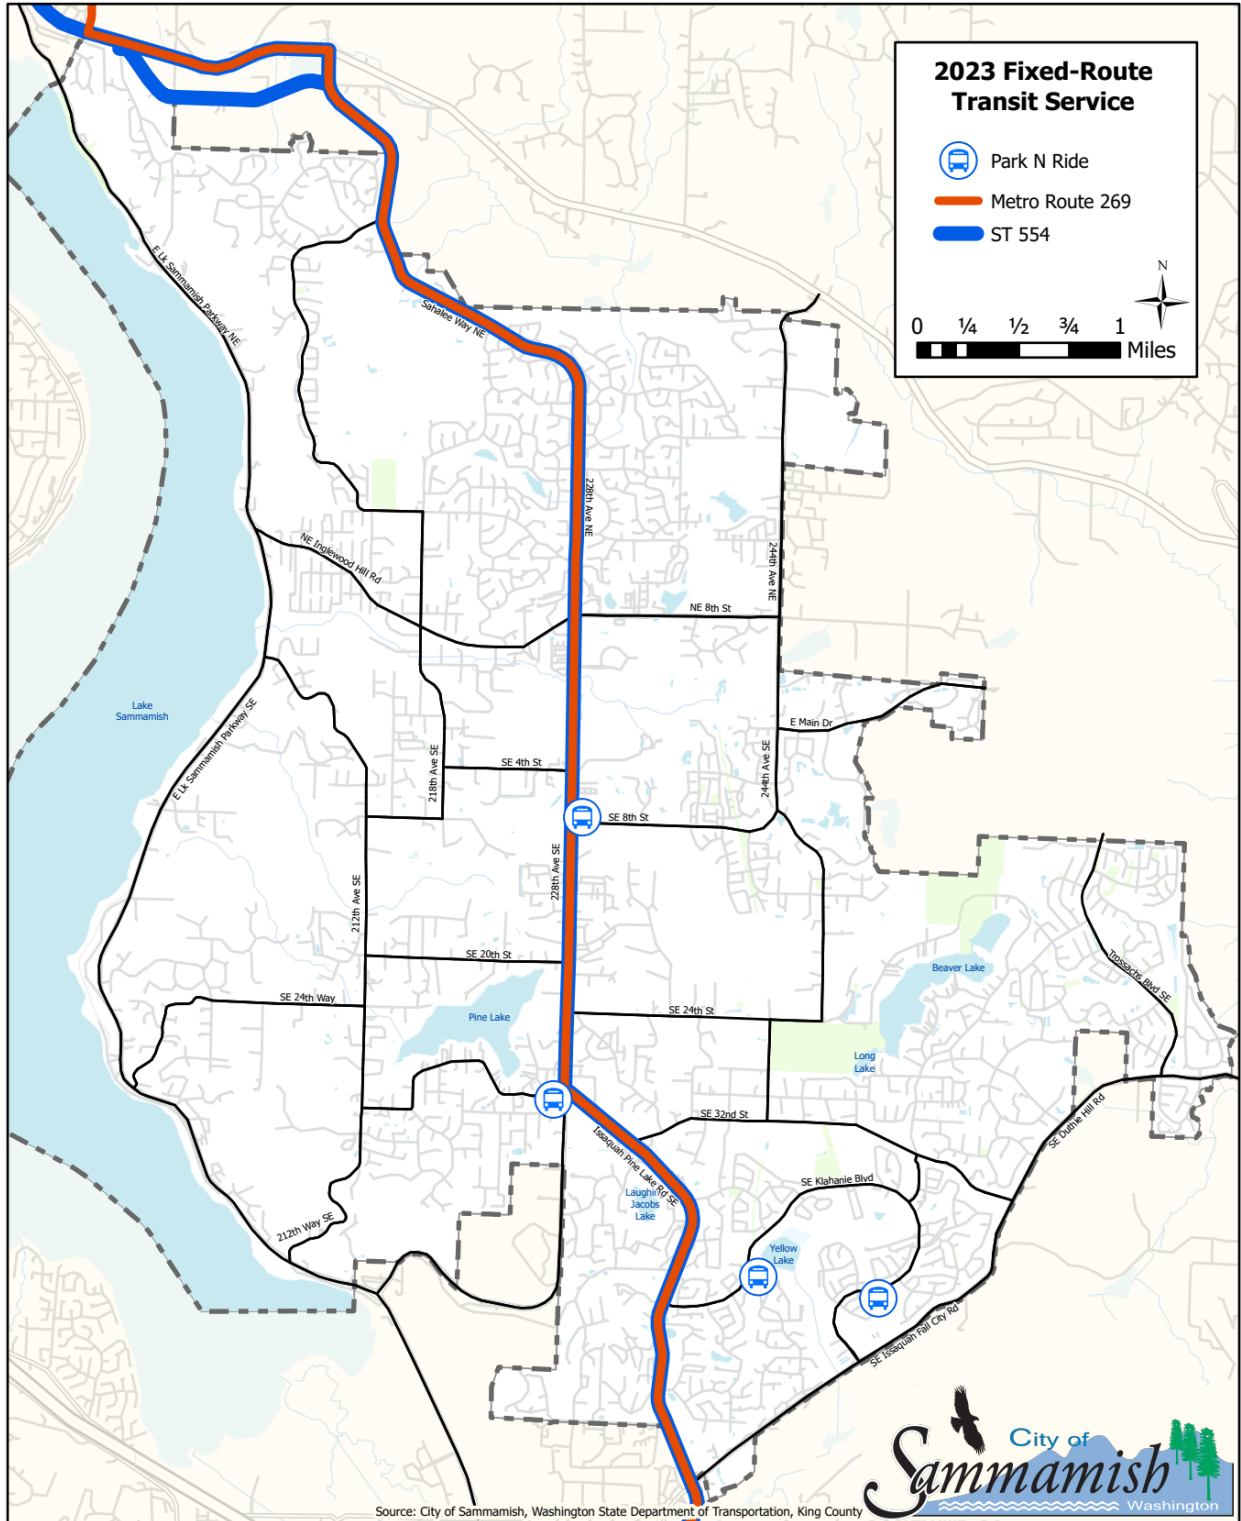 2023 Fixed-Route
Transit Service
Park N Ride
Metro Route 269
ST 554
N
0 ¼ ½ ¾ 1
Miles
E Lk Sammamish Parkway NE
Sahalee Way NE
228th Ave NE
NE Inglewood Hill Rd
244th Ave NE
NE 8th St
Lake
Sammamish
E Lk Sammamish Parkway SE
E Main Dr
218th Ave SE
SE 4th St
244th Ave SE
SE 8th St
228th Ave SE
212th Ave SE
SE 20th St
Beaver Lake
Trossachs Blvd SE
SE 24th Way
Pine Lake
SE 24th St
Long
Lake
SE 32nd St
SE Duthie Hill Rd
Issaquah Pine Lake Rd SE
SE Klahanie Blvd
Laughing
Jacobs
Lake
212th Way SE
Yellow
Lake
SE Issaquah Fall City Rd
City of
Sammamish
Washington
Source: City of Sammamish, Washington State Department of Transportation, King County